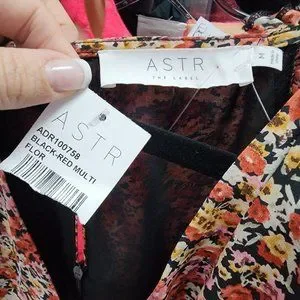 ASTR
THE LABEL
M
ASTR
ADR100758
BLACK-RED MULTI
FLOR